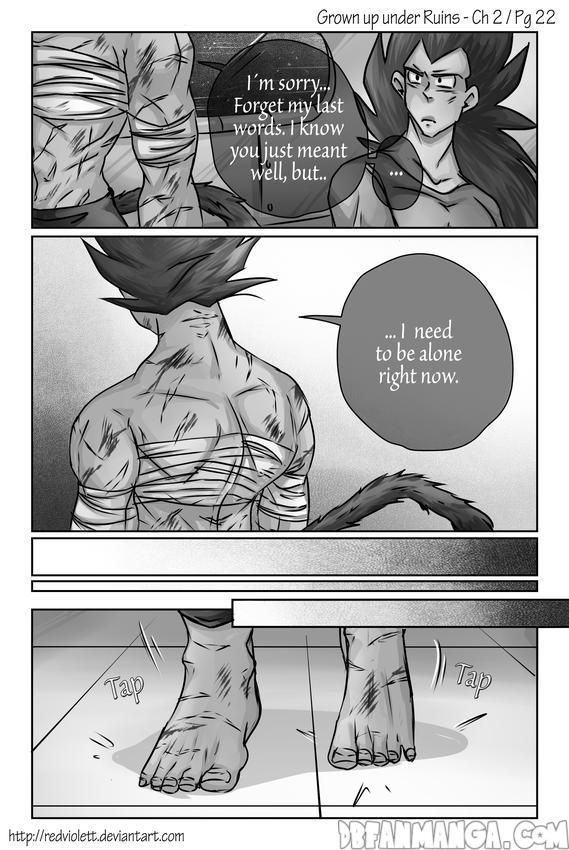 Grown up under Ruins - Ch 2 / Pg 22
I´m sorry...
Forget my last
words. I know
you just meant
well, but..
...
... I need
to be alone
right now.
Tap
Tap
http://redviolett.deviantart.com
DBFANMANGA.COM